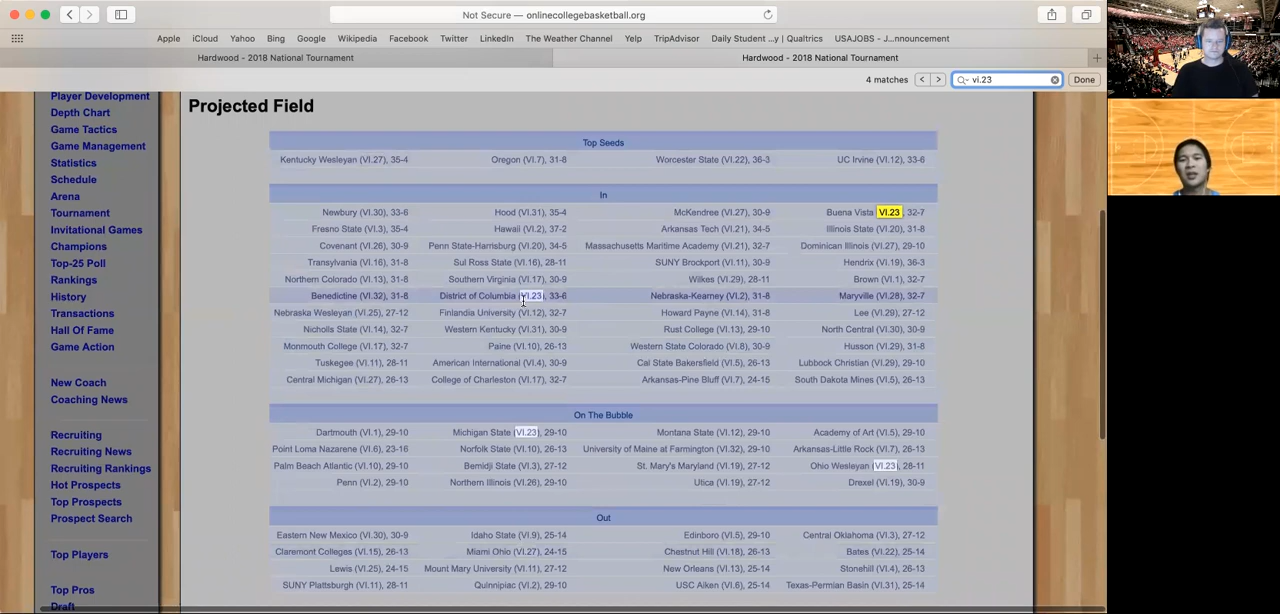 Not Secure — onlinecollegebasketball.org
Apple iCloud Yahoo Bing Google Wikipedia Facebook Twitter LinkedIn The Weather Channel Yelp TripAdvisor Daily Student ...y | Qualtrics USAJOBS - J...nnouncement
Hardwood - 2018 National Tournament Hardwood - 2018 National Tournament
4 matches vi.23 Done
Player Development
Depth Chart
Game Tactics
Game Management
Statistics
Schedule
Arena
Tournament
Invitational Games
Champions
Top-25 Poll
Rankings
History
Transactions
Hall Of Fame
Game Action
New Coach
Coaching News
Recruiting
Recruiting News
Recruiting Rankings
Hot Prospects
Top Prospects
Prospect Search
Top Players
Top Pros
Draft
Projected Field
Top Seeds
Kentucky Wesleyan (VI.27), 35-4 Oregon (VI.7), 31-8 Worcester State (VI.22), 36-3 UC Irvine (VI.12), 33-6
In
Newbury (VI.30), 33-6 Hood (VI.31), 35-4 McKendree (VI.27), 30-9 Buena Vista VI.23, 32-7
Fresno State (VI.3), 35-4 Hawaii (VI.2), 37-2 Arkansas Tech (VI.21), 34-5 Illinois State (VI.20), 31-8
Covenant (VI.26), 30-9 Penn State-Harrisburg (VI.20), 34-5 Massachusetts Maritime Academy (VI.21), 32-7 Dominican Illinois (VI.27), 29-10
Transylvania (VI.16), 31-8 Sul Ross State (VI.16), 28-11 SUNY Brockport (VI.11), 30-9 Hendrix (VI.19), 36-3
Northern Colorado (VI.13), 31-8 Southern Virginia (VI.17), 30-9 Wilkes (VI.29), 28-11 Brown (VI.1), 32-7
Benedictine (VI.32), 31-8 District of Columbia (VI.23), 33-6 Nebraska-Kearney (VI.2), 31-8 Maryville (VI.28), 32-7
Nebraska Wesleyan (VI.25), 27-12 Finlandia University (VI.12), 32-7 Howard Payne (VI.14), 31-8 Lee (VI.29), 27-12
Nicholls State (VI.14), 32-7 Western Kentucky (VI.31), 30-9 Rust College (VI.13), 29-10 North Central (VI.30), 30-9
Monmouth College (VI.17), 32-7 Paine (VI.10), 26-13 Western State Colorado (VI.8), 30-9 Husson (VI.29), 31-8
Tuskegee (VI.11), 28-11 American International (VI.4), 30-9 Cal State Bakersfield (VI.5), 26-13 Lubbock Christian (VI.29), 29-10
Central Michigan (VI.27), 26-13 College of Charleston (VI.17), 32-7 Arkansas-Pine Bluff (VI.7), 24-15 South Dakota Mines (VI.5), 26-13
On The Bubble
Dartmouth (VI.1), 29-10 Michigan State (VI.23), 29-10 Montana State (VI.12), 29-10 Academy of Art (VI.5), 29-10
Point Loma Nazarene (VI.6), 23-16 Norfolk State (VI.10), 26-13 University of Maine at Farmington (VI.32), 29-10 Arkansas-Little Rock (VI.7), 26-13
Palm Beach Atlantic (VI.10), 29-10 Bemidji State (VI.3), 27-12 St. Mary's Maryland (VI.19), 27-12 Ohio Wesleyan (VI.23), 28-11
Penn (VI.2), 29-10 Northern Illinois (VI.26), 29-10 Utica (VI.19), 27-12 Drexel (VI.19), 30-9
Out
Eastern New Mexico (VI.30), 30-9 Idaho State (VI.9), 25-14 Edinboro (VI.5), 29-10 Central Oklahoma (VI.3), 27-12
Claremont Colleges (VI.15), 26-13 Miami Ohio (VI.27), 24-15 Chestnut Hill (VI.18), 26-13 Bates (VI.22), 25-14
Lewis (VI.25), 24-15 Mount Mary University (VI.11), 27-12 New Orleans (VI.13), 25-14 Stonehill (VI.4), 26-13
SUNY Plattsburgh (VI.11), 28-11 Quinnipiac (VI.2), 29-10 USC Aiken (VI.6), 25-14 Texas-Permian Basin (VI.31), 25-14